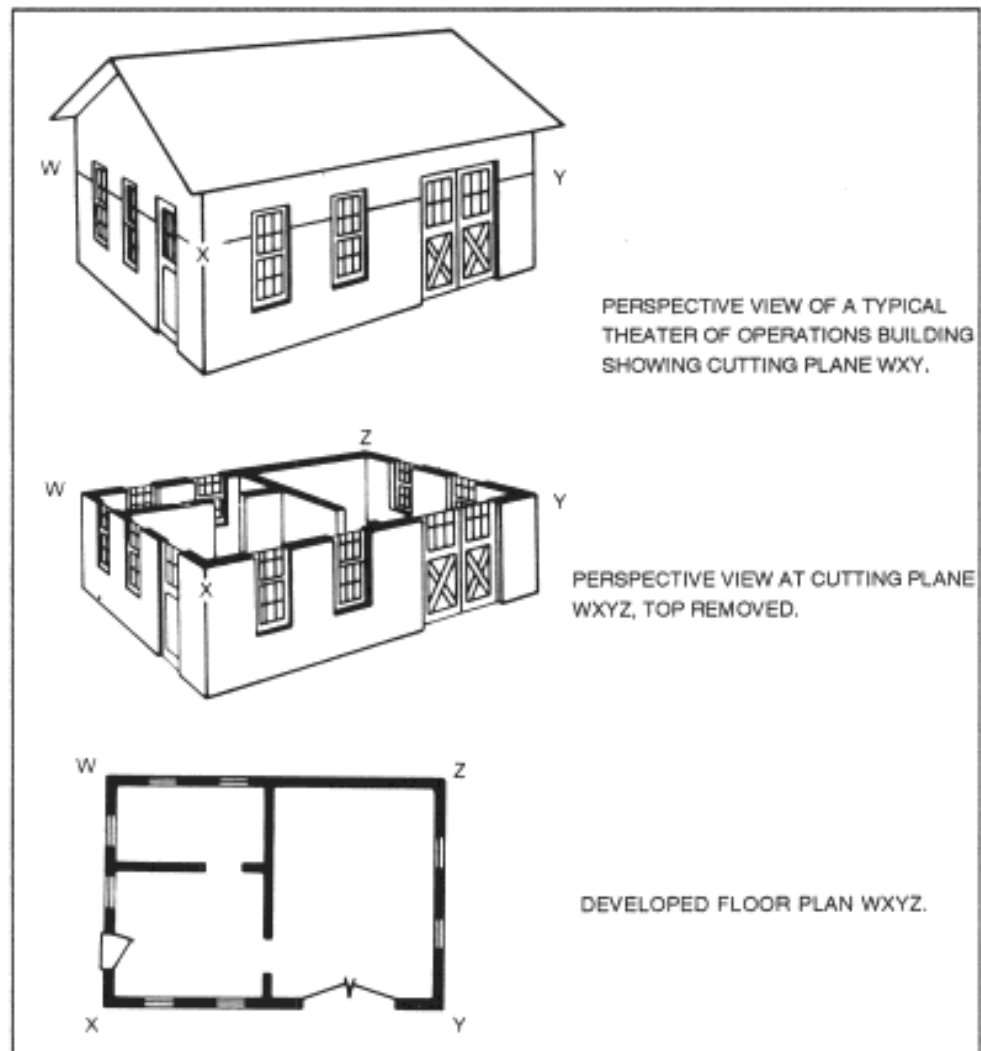 W
Y
X
PERSPECTIVE VIEW OF A TYPICAL
THEATER OF OPERATIONS BUILDING
SHOWING CUTTING PLANE WXY.
Z
W
Y
X
PERSPECTIVE VIEW AT CUTTING PLANE
WXYZ, TOP REMOVED.
W
Z
DEVELOPED FLOOR PLAN WXYZ.
X
Y